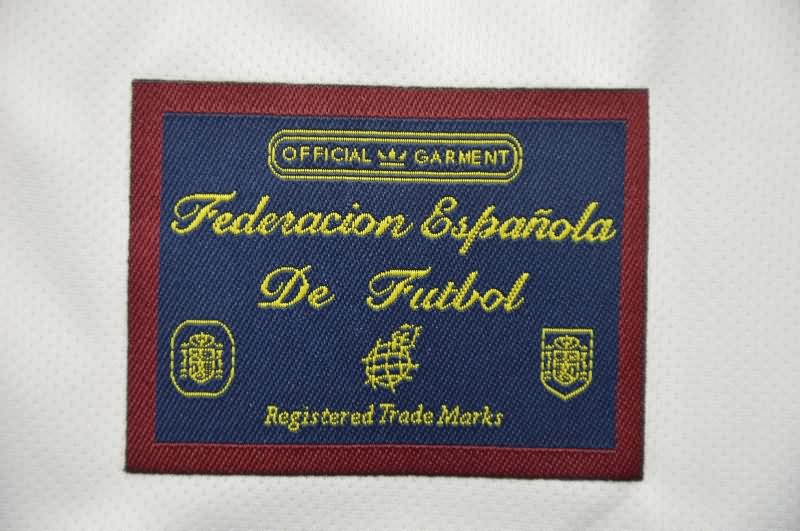 OFFICIAL GARMENT
Federacion Española
De Futbol
Registered Trade Marks